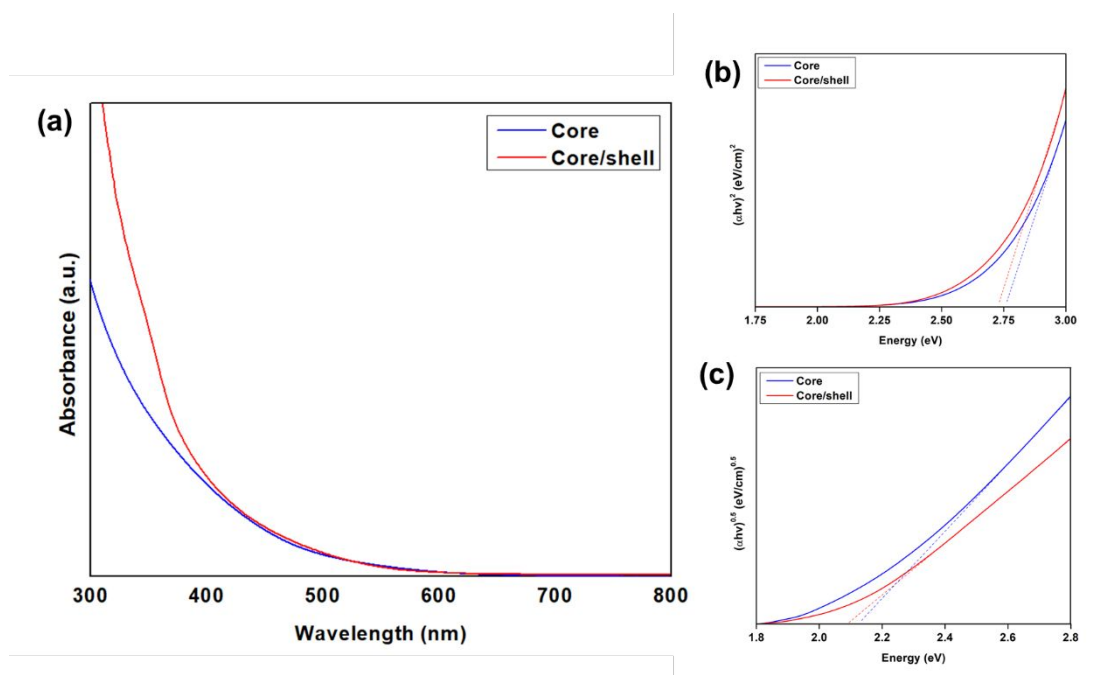 (a)
Core
Core/shell
Absorbance (a.u.)
300 400 500 600 700 800
Wavelength (nm)
(b)
Core
Core/shell
(αhν)² (eV/cm)²
1.75 2.00 2.25 2.50 2.75 3.00
Energy (eV)
(c)
Core
Core/shell
(αhν)⁰·⁵ (eV/cm)⁰·⁵
1.8 2.0 2.2 2.4 2.6 2.8
Energy (eV)